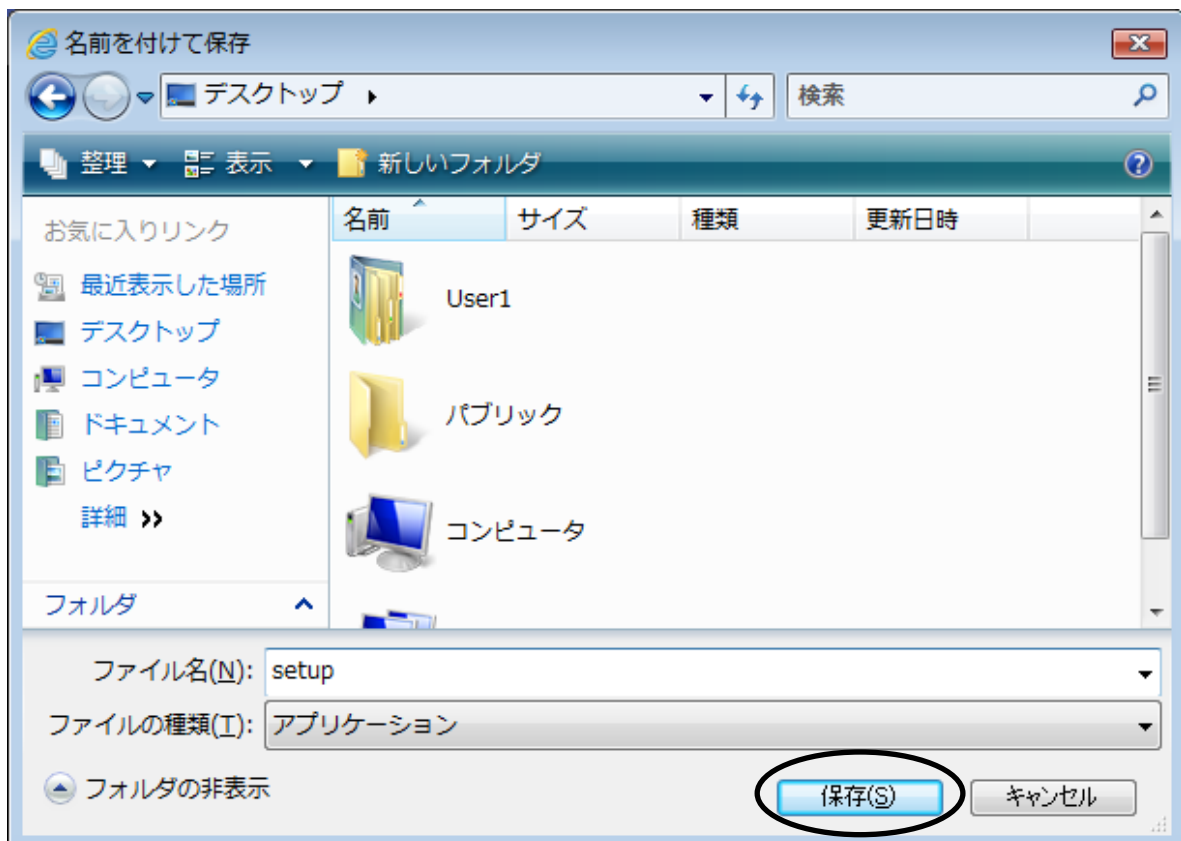 名前を付けて保存
デスクトップ
検索
整理 表示 新しいフォルダ
お気に入りリンク
最近表示した場所
デスクトップ
コンピュータ
ドキュメント
ピクチャ
詳細 >>
フォルダ
名前 サイズ 種類 更新日時
User1
パブリック
コンピュータ
ファイル名(N): setup
ファイルの種類(T): アプリケーション
フォルダの非表示
保存(S) キャンセル